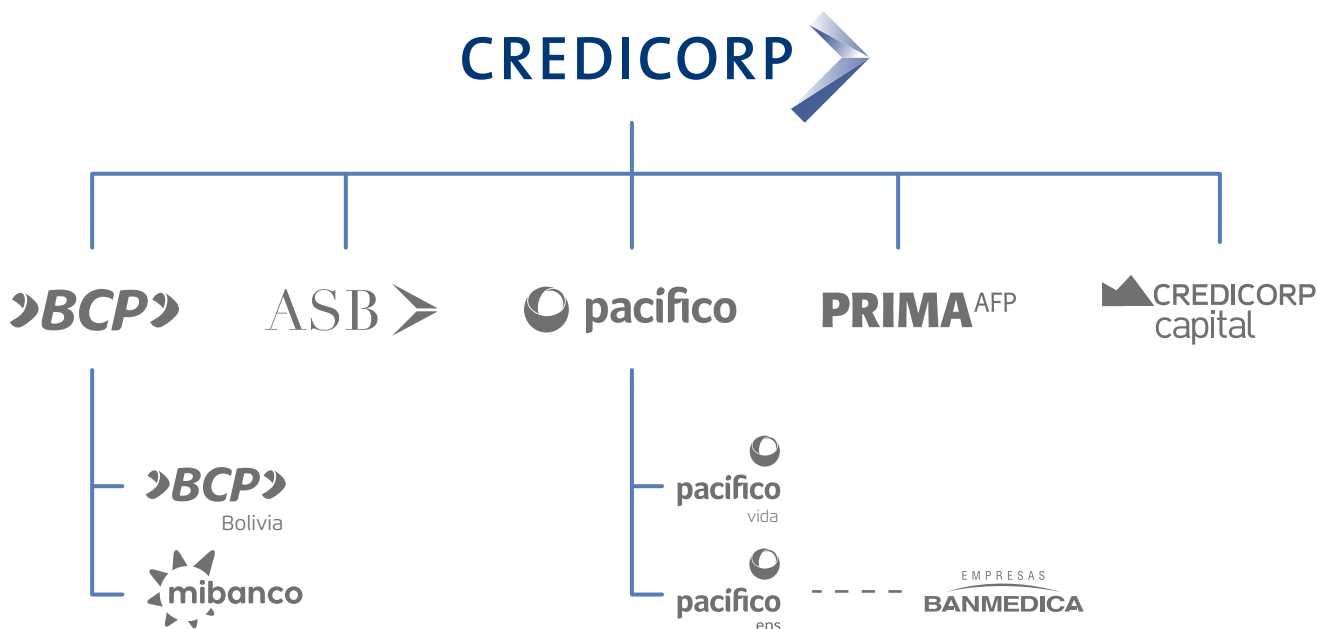 CREDICORP
BCP
ASB
pacifico
PRIMA AFP
CREDICORP
capital
BCP
Bolivia
mibanco
pacifico
vida
pacifico
eps
EMPRESAS
BANMEDICA